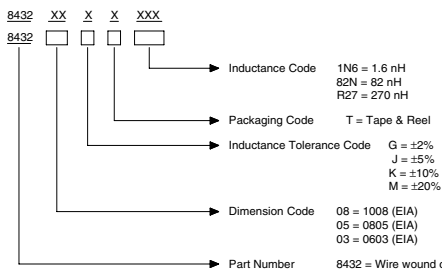 8432 XX X X XXX
8432
Inductance Code 1N6 = 1.6 nH
82N = 82 nH
R27 = 270 nH
Packaging Code T = Tape & Reel
Inductance Tolerance Code G = ±2%
J = ±5%
K = ±10%
M = ±20%
Dimension Code 08 = 1008 (EIA)
05 = 0805 (EIA)
03 = 0603 (EIA)
Part Number 8432 = Wire wound